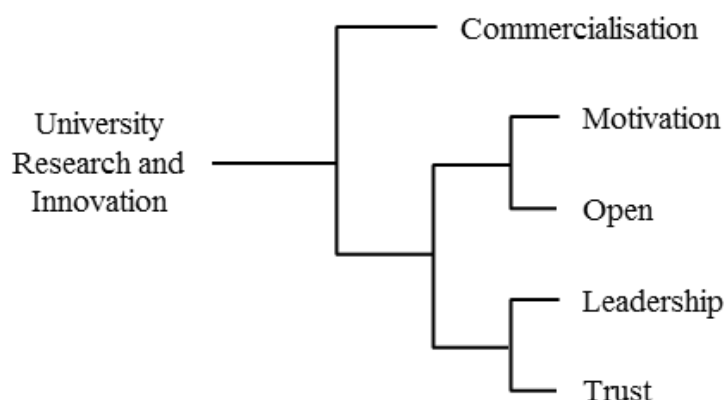 Commercialisation
University
Research and
Innovation
Motivation
Open
Leadership
Trust